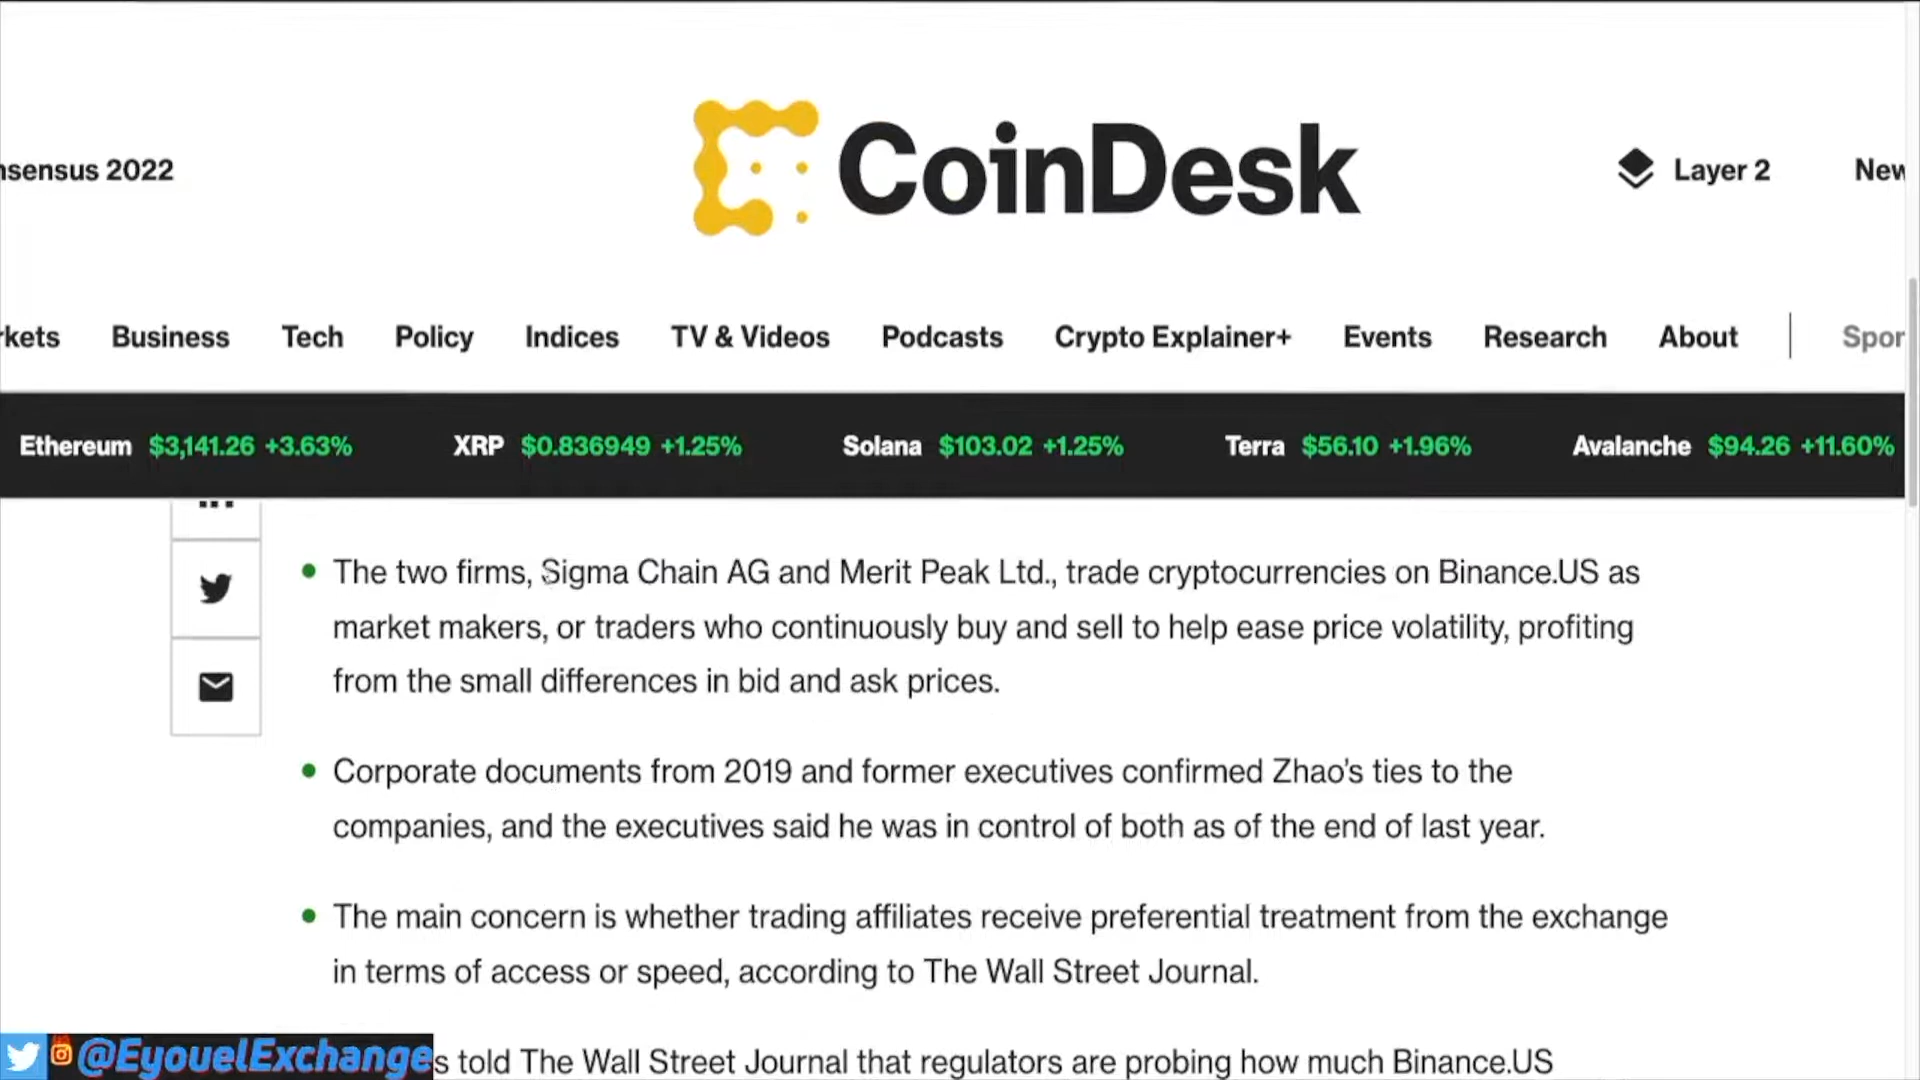 nsensus 2022
CoinDesk
Layer 2
New
rkets Business Tech Policy Indices TV & Videos Podcasts Crypto Explainer+ Events Research About Spor
Ethereum $3,141.26 +3.63% XRP $0.836949 +1.25% Solana $103.02 +1.25% Terra $56.10 +1.96% Avalanche $94.26 +11.60%
The two firms, Sigma Chain AG and Merit Peak Ltd., trade cryptocurrencies on Binance.US as
market makers, or traders who continuously buy and sell to help ease price volatility, profiting
from the small differences in bid and ask prices.
Corporate documents from 2019 and former executives confirmed Zhao's ties to the
companies, and the executives said he was in control of both as of the end of last year.
The main concern is whether trading affiliates receive preferential treatment from the exchange
in terms of access or speed, according to The Wall Street Journal.
@EyouelExchange
s told The Wall Street Journal that regulators are probing how much Binance.US